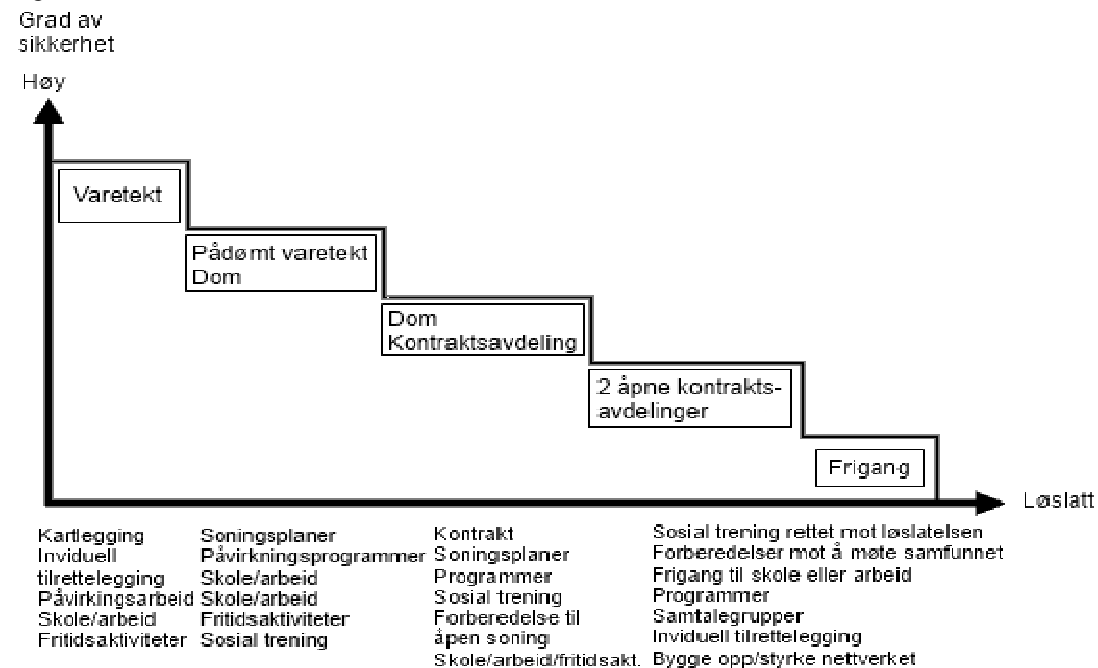 Grad av
sikkerhet
Høy
Varetekt
Pådømt varetekt
Dom
Dom
Kontraktsavdeling
2 åpne kontrakts-
avdelinger
Frigang
Løslatt
Kartlegging
Inviduell
tilrettelegging
Påvirkingsarbeid
Skole/arbeid
Fritidsaktiviteter
Soningsplaner
Påvirkningsprogrammer
Skole/arbeid
Skole/arbeid
Fritidsaktiviteter
Sosial trening
Kontrakt
Soningsplaner
Programmer
Sosial trening
Forberedelse til
åpen soning
Skole/arbeid/fritidsakt.
Sosial trening rettet mot løslatelsen
Forberedelser mot å møte samfunnet
Frigang til skole eller arbeid
Programmer
Samtalegrupper
Inviduell tilrettelegging
Bygge opp/styrke nettverket